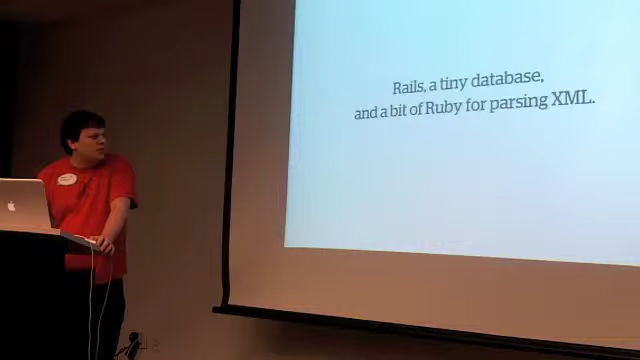 Rails, a tiny database,
and a bit of Ruby for parsing XML.